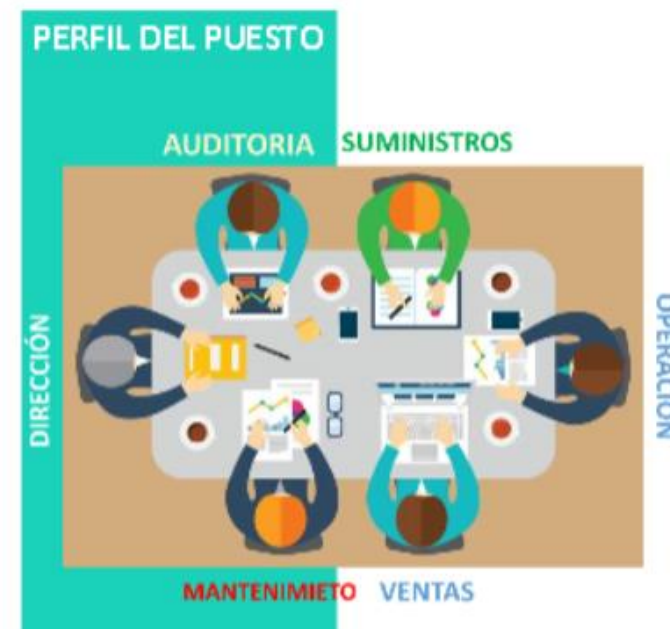 PERFIL DEL PUESTO
AUDITORIA
SUMINISTROS
DIRECCIÓN
OPERACIÓN
MANTENIMIETO
VENTAS